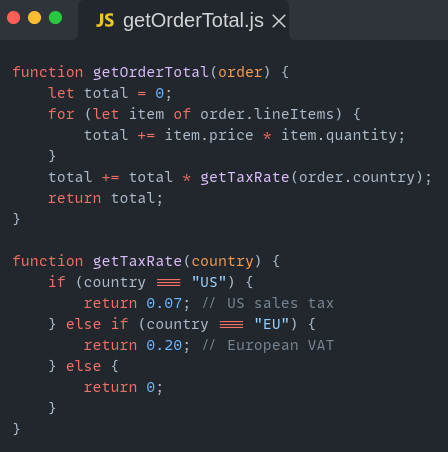 JS getOrderTotal.js ×
function getOrderTotal(order) {
    let total = 0;
    for (let item of order.lineItems) {
        total += item.price * item.quantity;
    }
    total += total * getTaxRate(order.country);
    return total;
}

function getTaxRate(country) {
    if (country === "US") {
        return 0.07; // US sales tax
    } else if (country === "EU") {
        return 0.20; // European VAT
    } else {
        return 0;
    }
}